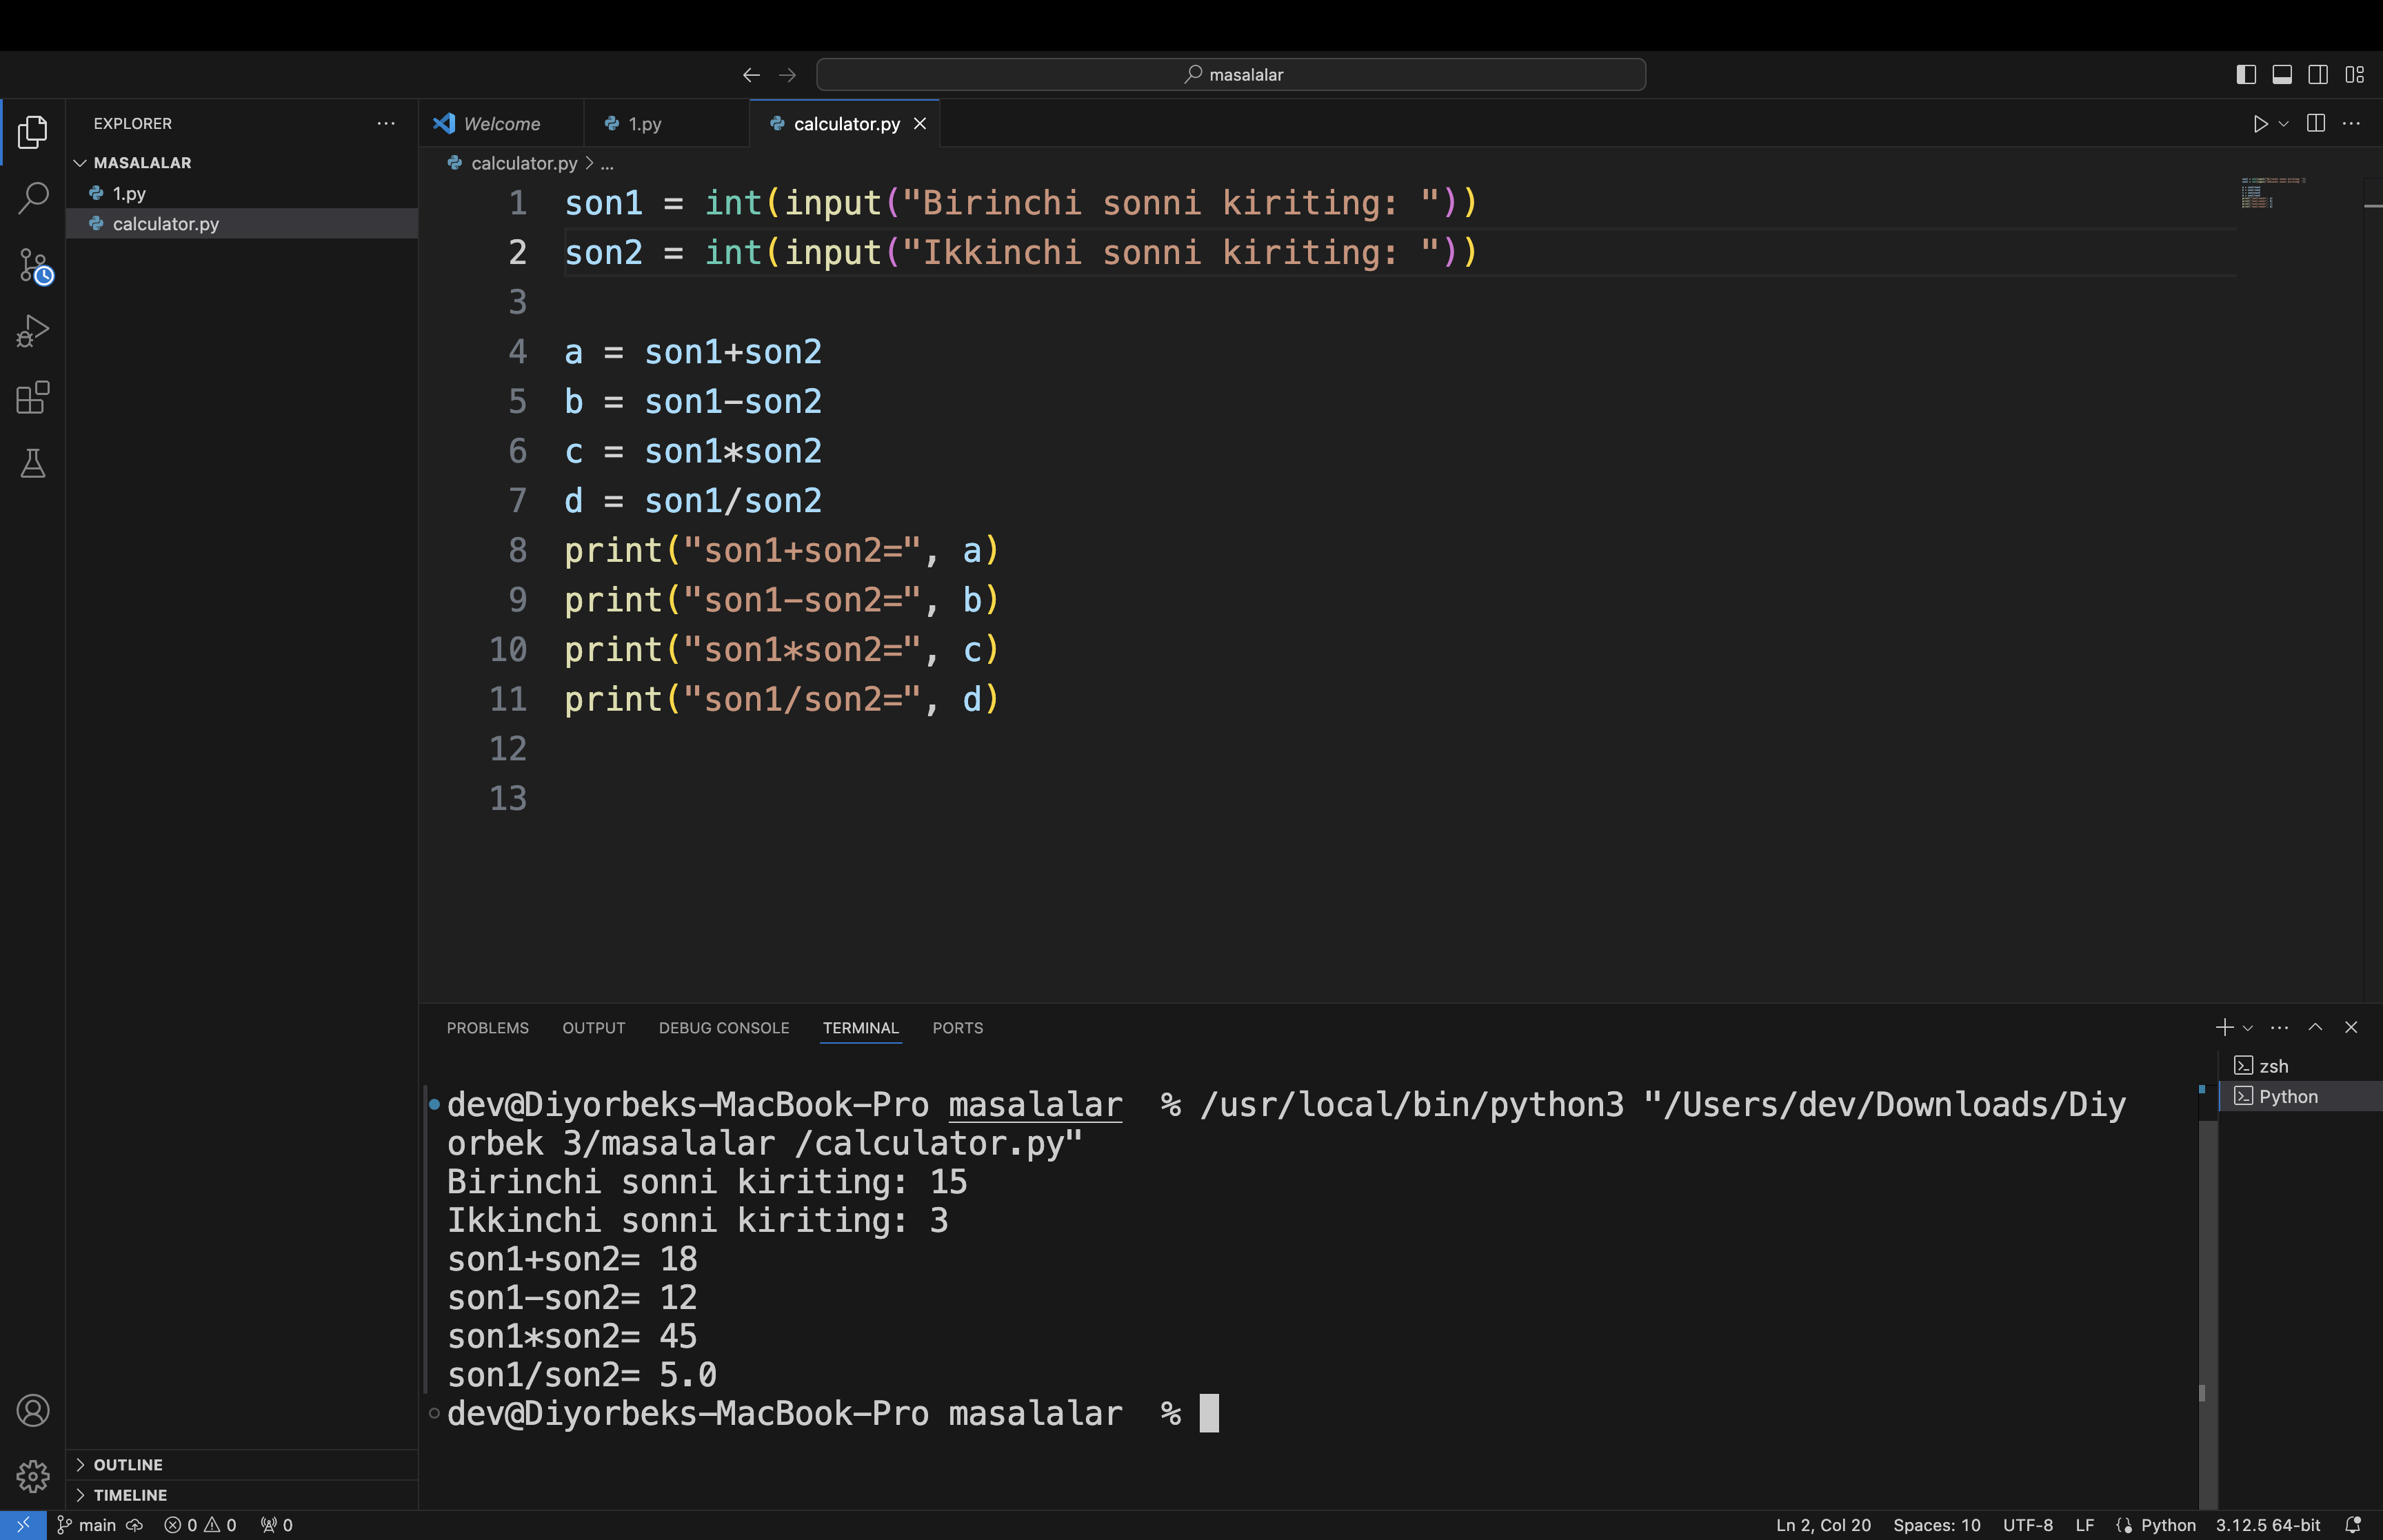 masalalar
EXPLORER
MASALALAR
1.py
calculator.py
OUTLINE
TIMELINE
Welcome
1.py
calculator.py
calculator.py > ...
1 son1 = int(input("Birinchi sonni kiriting: "))
2 son2 = int(input("Ikkinchi sonni kiriting: "))
3
4 a = son1+son2
5 b = son1-son2
6 c = son1*son2
7 d = son1/son2
8 print("son1+son2=", a)
9 print("son1-son2=", b)
10 print("son1*son2=", c)
11 print("son1/son2=", d)
12
13
PROBLEMS OUTPUT DEBUG CONSOLE TERMINAL PORTS
dev@Diyorbeks-MacBook-Pro masalalar % /usr/local/bin/python3 "/Users/dev/Downloads/Diy
orbek 3/masalalar /calculator.py"
Birinchi sonni kiriting: 15
Ikkinchi sonni kiriting: 3
son1+son2= 18
son1-son2= 12
son1*son2= 45
son1/son2= 5.0
dev@Diyorbeks-MacBook-Pro masalalar %
zsh
Python
main 0 0 0 Ln 2, Col 20 Spaces: 10 UTF-8 LF Python 3.12.5 64-bit